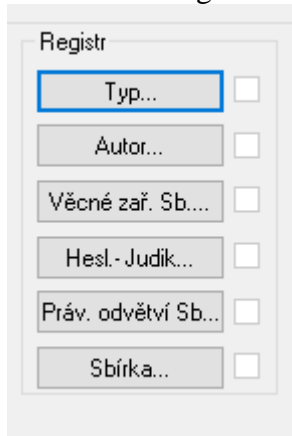 Registr
Typ...
Autor...
Věcné zař. Sb....
Hesl.- Judik...
Práv. odvětví Sb...
Sbírka...